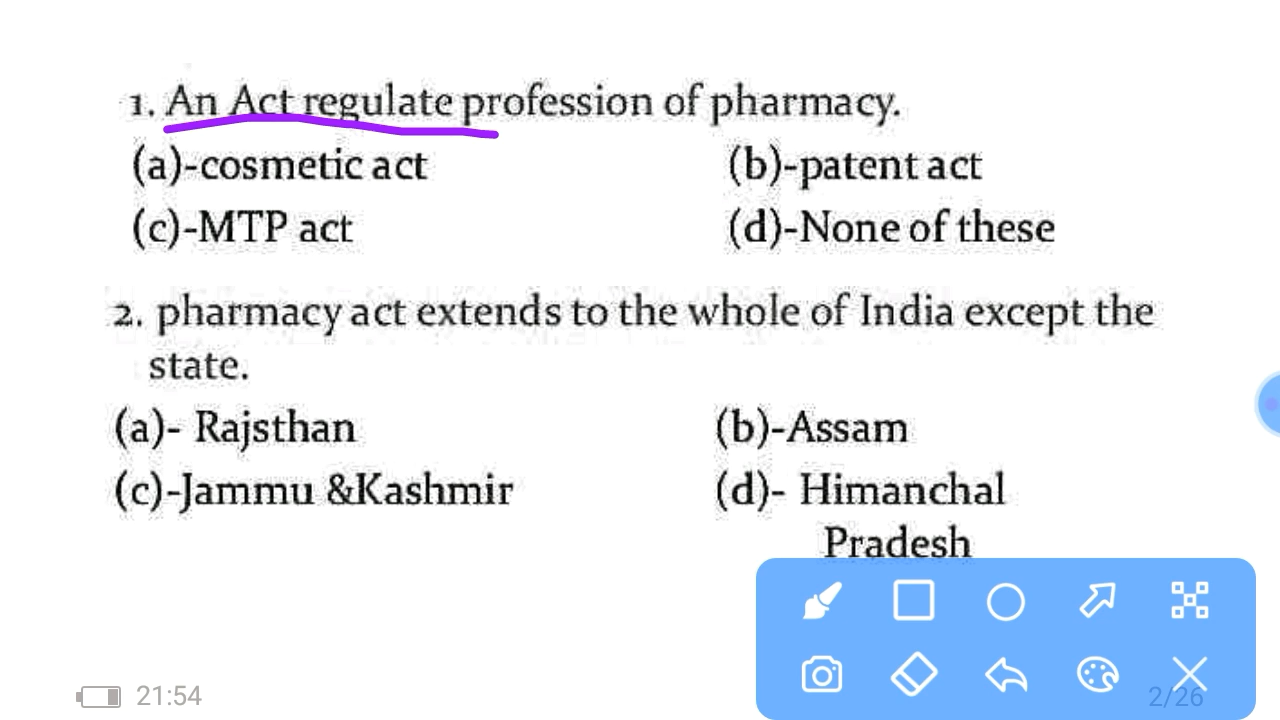 1. An Act regulate profession of pharmacy.
(a)-cosmetic act (b)-patent act
(c)-MTP act (d)-None of these
2. pharmacy act extends to the whole of India except the
state.
(a)- Rajsthan (b)-Assam
(c)-Jammu &Kashmir (d)- Himanchal
Pradesh
21:54 2/26